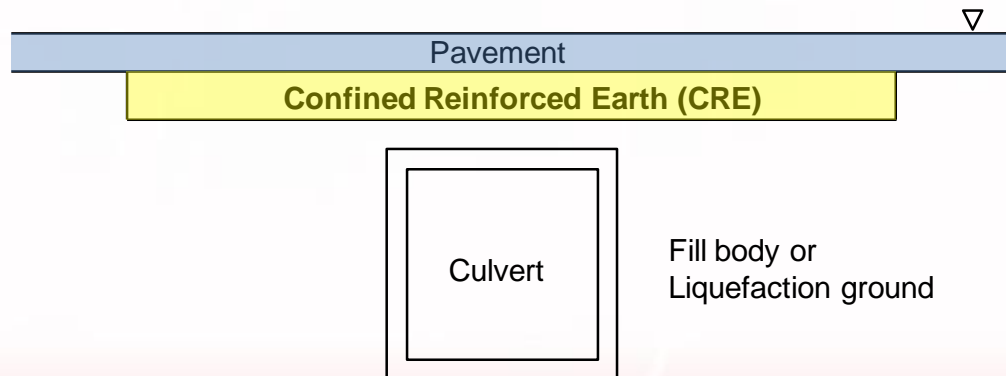 Pavement
Confined Reinforced Earth (CRE)
Culvert
Fill body or
Liquefaction ground